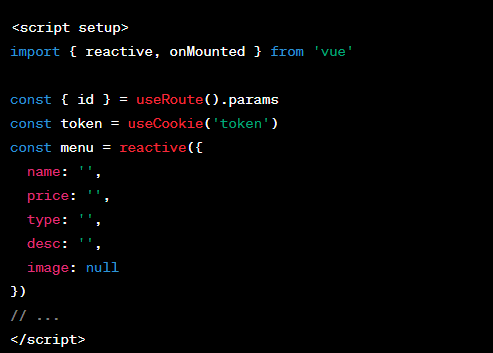 <script setup>
import { reactive, onMounted } from 'vue'
const { id } = useRoute().params
const token = useCookie('token')
const menu = reactive({
  name: '',
  price: '',
  type: '',
  desc: '',
  image: null
})
// ...
</script>